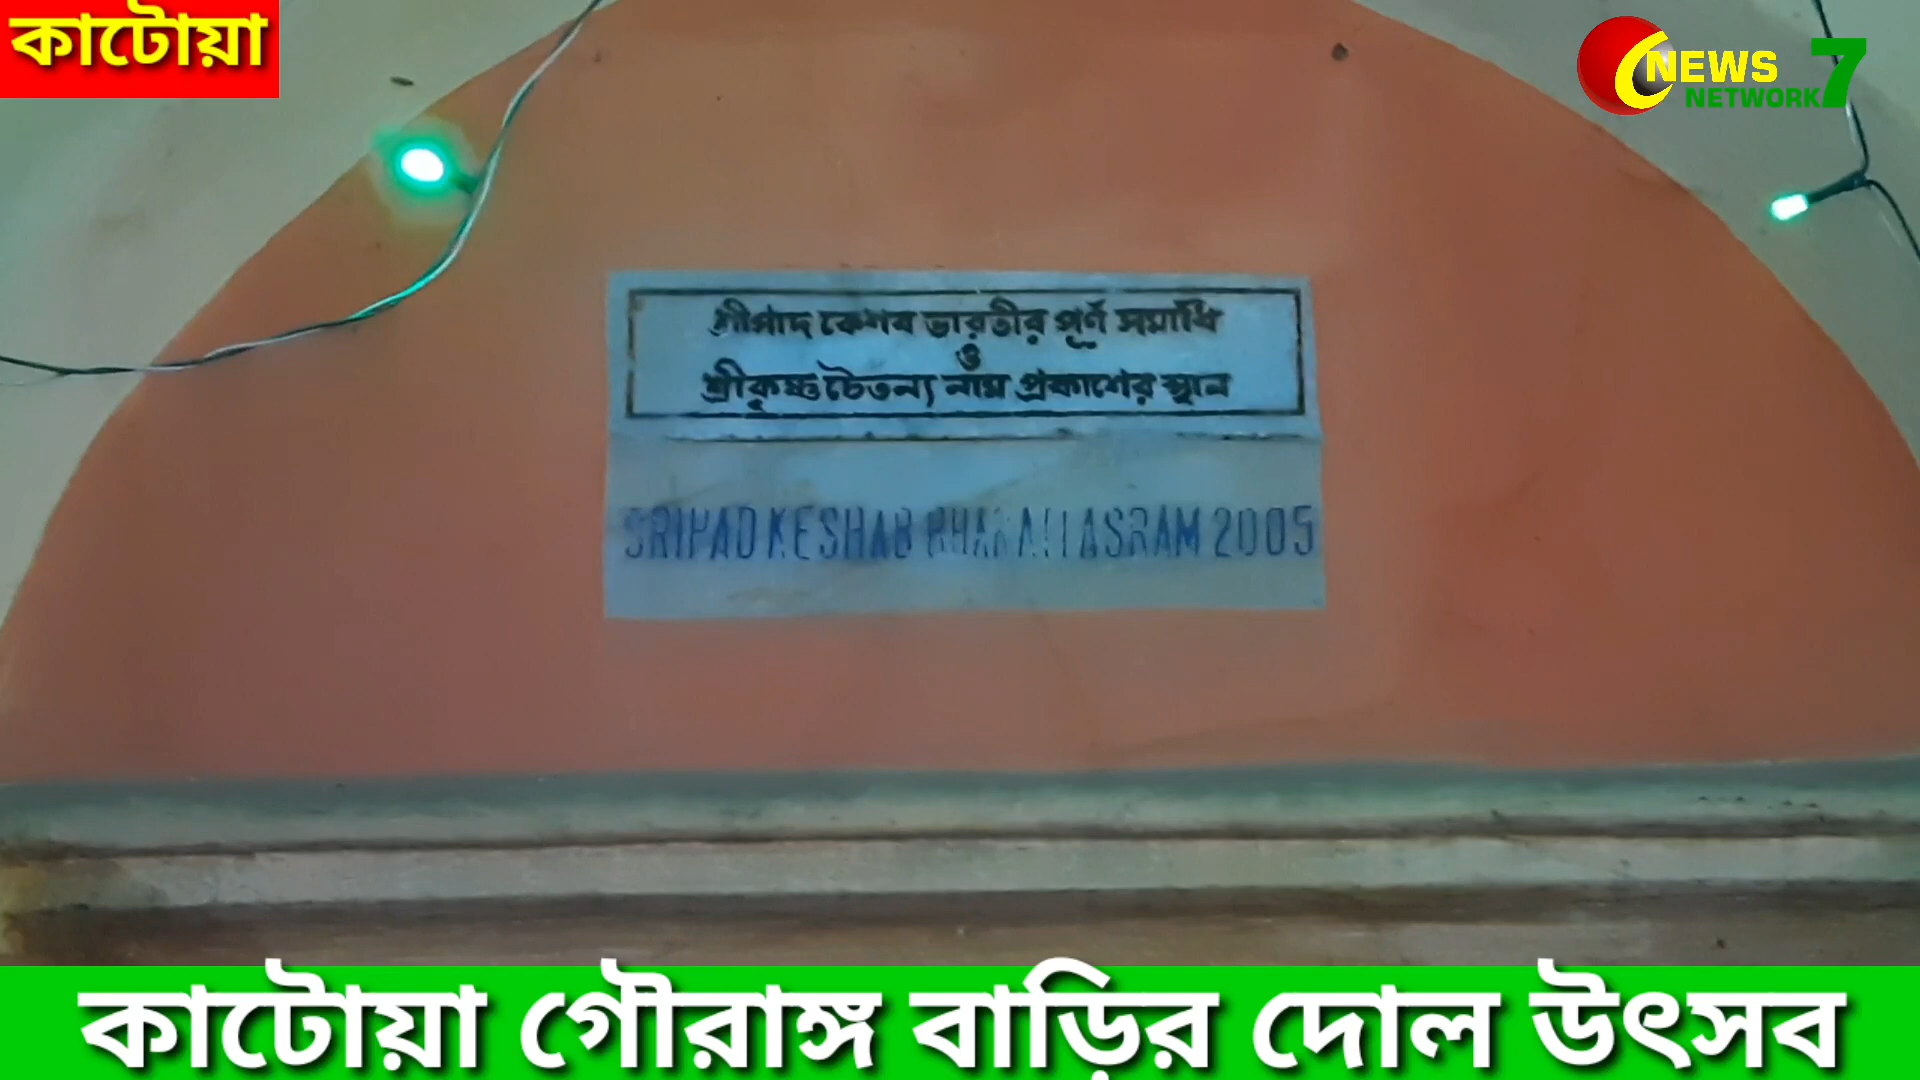 কাটোয়া
NEWS 7
NETWORK
শ্রীপাদ কেশব ভারতীর পূর্ণ সমাধি
ও
শ্রীকৃষ্ণ চৈতন্য নাম প্রকাশের স্থান
SRIPAD KESHAB BHARATI ASRAM 2005
কাটোয়া গৌরাঙ্গ বাড়ির দোল উৎসব